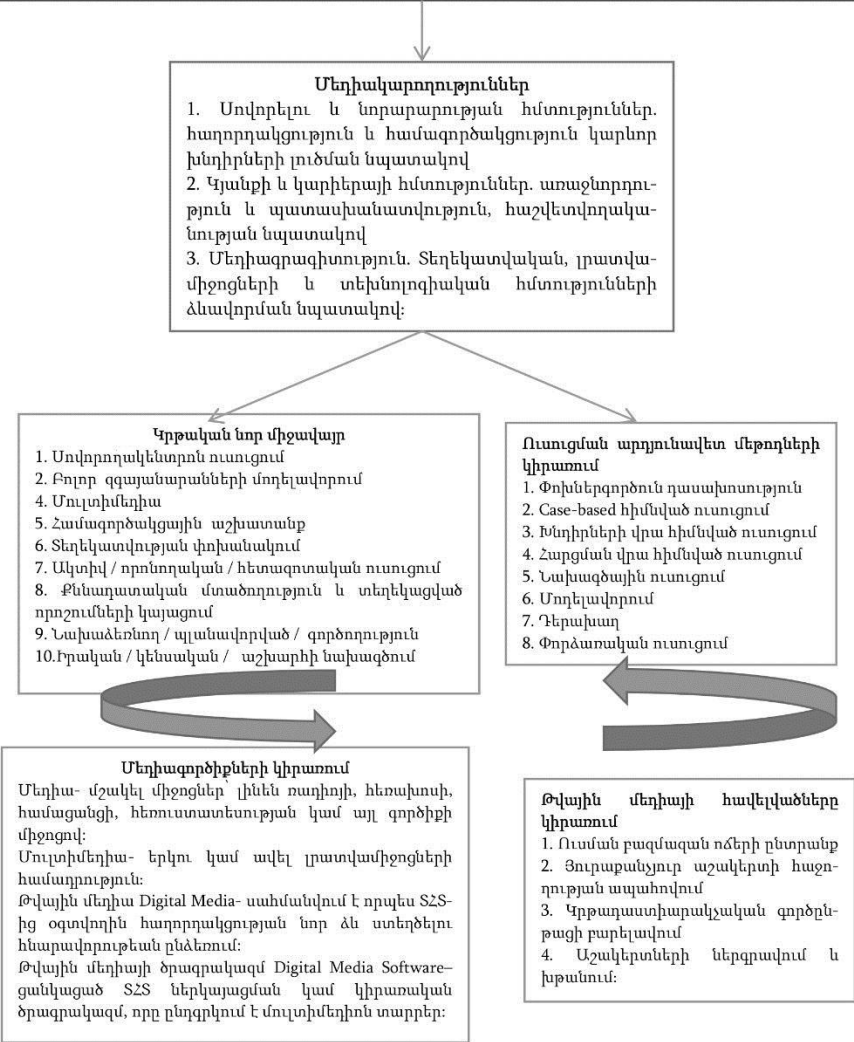 Մեդիակարողություններ
1. Սովորելու և նորարարության հմտություններ.
հաղորդակցություն և համագործակցություն կարևոր
խնդիրների լուծման նպատակով
2. Կյանքի և կարիերայի հմտություններ. առաջնորդու-
թյուն և պատասխանատվություն, հաշվետվողակա-
նության նպատակով
3. Մեդիագրագիտություն. Տեղեկատվական, լրատվա-
միջոցների և տեխնոլոգիական հմտությունների
ձևավորման նպատակով:
Կրթական նոր միջավայր
1. Սովորողակենտրոն ուսուցում
2. Բոլոր զգայանարանների մոդելավորում
4. Մուլտիմեդիա
5. Համագործակցային աշխատանք
6. Տեղեկատվության փոխանակում
7. Ակտիվ / որոնողական / հետազոտական ուսուցում
8. Քննադատական մտածողություն և տեղեկացված
որոշումների կայացում
9. Նախաձեռնող / պլանավորված / գործողություն
10.Իրական / կենսական / աշխարհի նախագծում
Ուսուցման արդյունավետ մեթոդների
կիրառում
1. Փոխներգործուն դասախոսություն
2. Case-based հիմնված ուսուցում
3. Խնդիրների վրա հիմնված ուսուցում
4. Հարցման վրա հիմնված ուսուցում
5. Նախագծային ուսուցում
6. Մոդելավորում
7. Դերախաղ
8. Փորձառական ուսուցում
Մեդիագործիքների կիրառում
Մեդիա- մշակել միջոցներ՝ լինեն ռադիոյի, հեռախոսի,
համացանցի, հեռուստատեսության կամ այլ գործիքի
միջոցով:
Մուլտիմեդիա- երկու կամ ավել լրատվամիջոցների
համադրություն:
Թվային մեդիա Digital Media- սահմանվում է որպես ՏՀՏ-
ից օգտվողին հաղորդակցության նոր ձև ստեղծելու
հնարավորութեան ընձեռում:
Թվային մեդիայի ծրագրակազմ Digital Media Software–
ցանկացած ՏՀՏ ներկայացման կամ կիրառական
ծրագրակազմ, որը ընդգրկում է մուլտիմեդիոն տարրեր:
Թվային մեդիայի հավելվածները
կիրառում
1. Ուսման բազմազան ոճերի ընտրանք
2. Յուրաքանչյուր աշակերտի հաջո-
ղության ապահովում
3. Կրթադաստիարակչական գործըն-
թացի բարելավում
4. Աշակերտների ներգրավում և
խթանում: